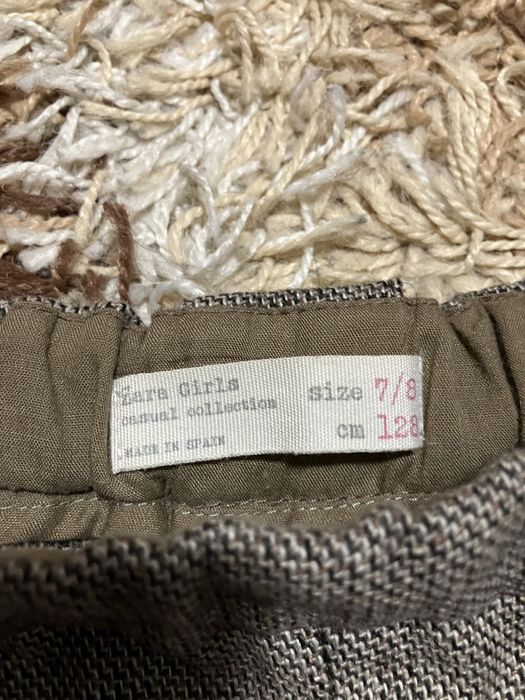 Zara Girls
casual collection
MADE IN SPAIN
size 7/8
cm 128